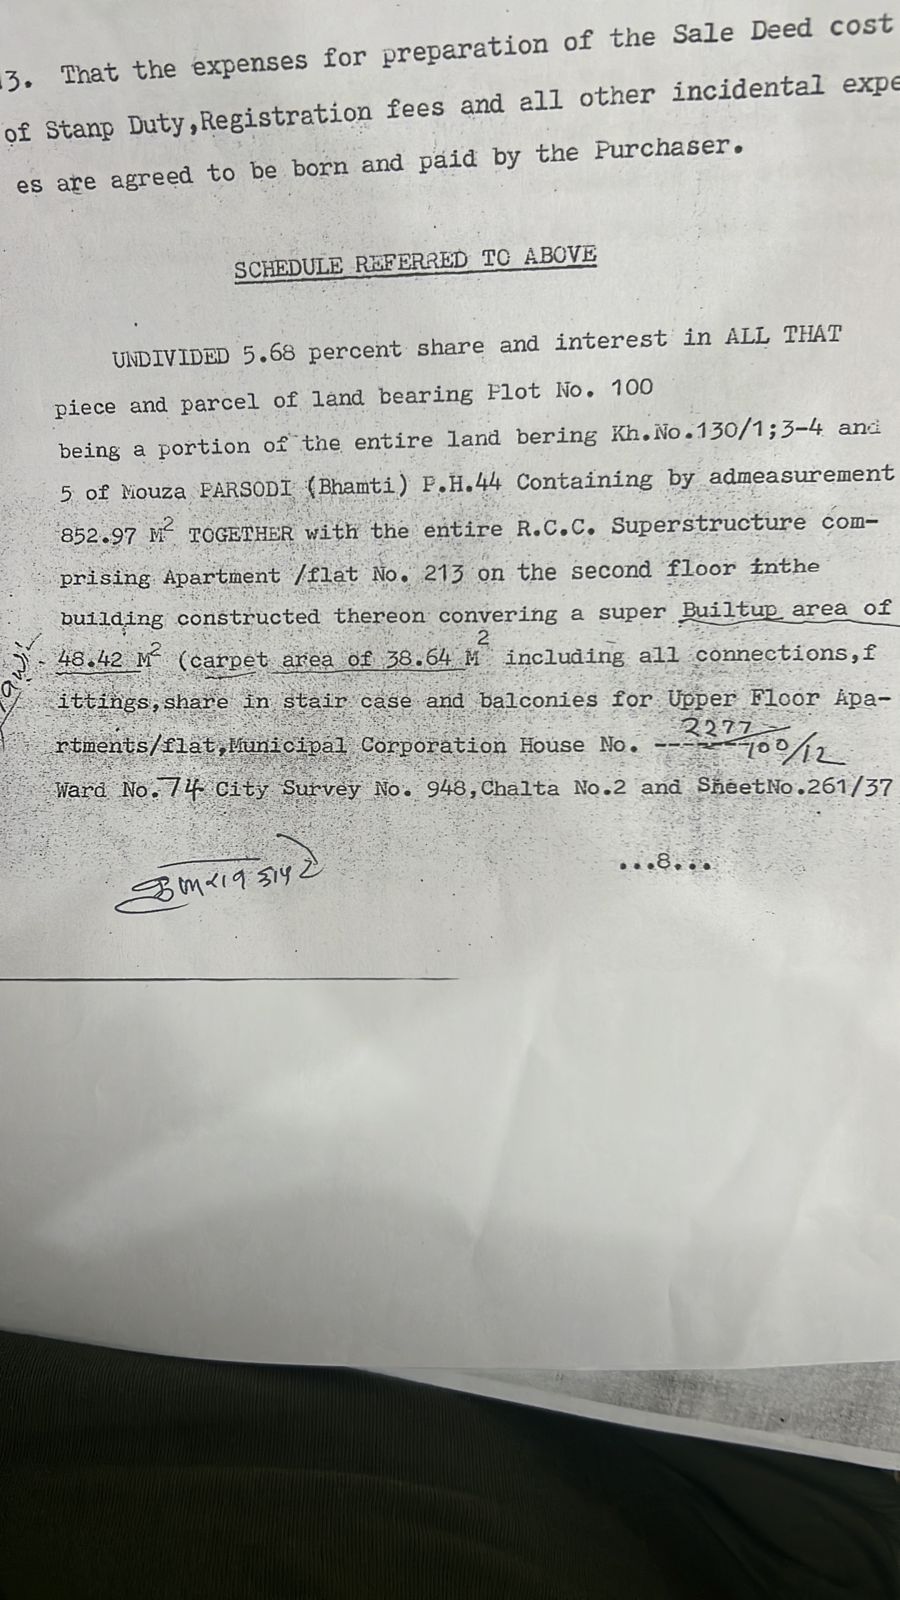 3. That the expenses for preparation of the Sale Deed cost
of Stanp Duty,Registration fees and all other incidental expe
es are agreed to be born and paid by the Purchaser.
SCHEDULE REFERRED TO ABOVE
UNDIVIDED 5.68 percent share and interest in ALL THAT
piece and parcel of land bearing Plot No. 100
being a portion of the entire land bering Kh.No.130/1;3-4 and
5 of Mouza PARSODI (Bhamti) P.H.44 Containing by admeasurement
852.97 M² TOGETHER with the entire R.C.C. Superstructure com-
prising Apartment /flat No. 213 on the second floor inthe
building constructed thereon convering a super Builtup area of
48.42 M² (carpet area of 38.64 M² including all connections,f
ittings,share in stair case and balconies for Upper Floor Apa-
rtments/flat,Municipal Corporation House No. 2277/100/12
Ward No.74 City Survey No. 948,Chalta No.2 and SheetNo.261/37
...8...